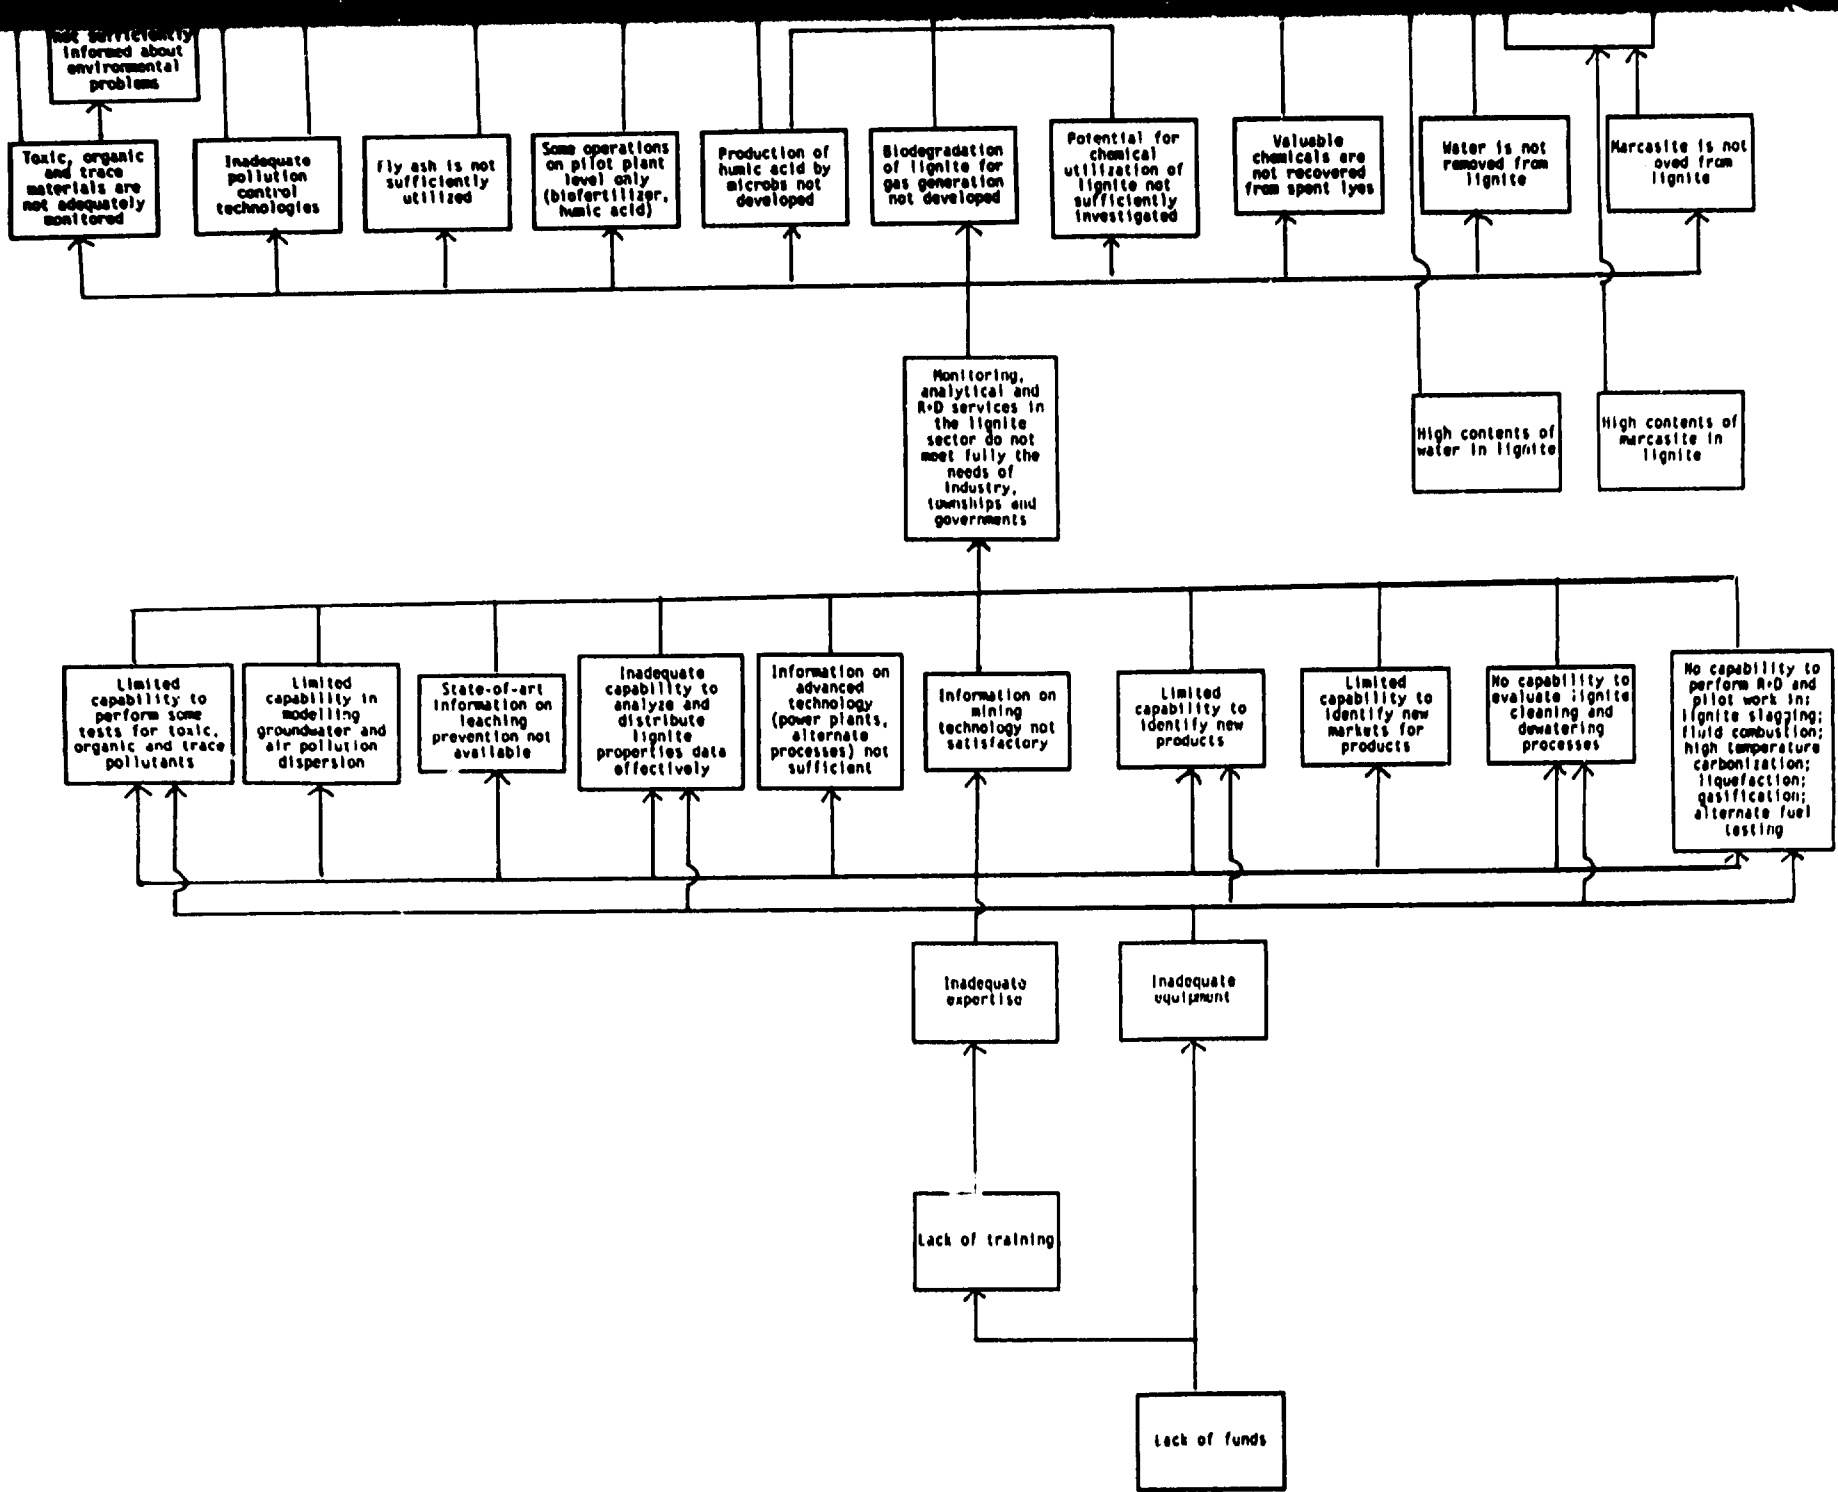 not sufficiently
informed about
environmental
problems
Toxic, organic
and trace
materials are
not adequately
monitored
Inadequate
pollution
control
technologies
Fly ash is not
sufficiently
utilized
Some operations
on pilot plant
level only
(biofertilizer,
humic acid)
Production of
humic acid by
microbs not
developed
Biodegradation
of lignite for
gas generation
not developed
Potential for
chemical
utilization of
lignite not
sufficiently
investigated
Valuable
chemicals are
not recovered
from spent lyes
Water is not
removed from
lignite
Marcasite is not
oved from
lignite
Monitoring,
analytical and
R+D services in
the lignite
sector do not
meet fully the
needs of
industry,
townships and
governments
High contents of
water in lignite
High contents of
marcasite in
lignite
Limited
capability to
perform some
tests for toxic,
organic and trace
pollutants
Limited
capability in
modelling
groundwater and
air pollution
dispersion
State-of-art
information on
leaching
prevention not
available
Inadequate
capability to
analyze and
distribute
lignite
properties data
effectively
Information on
advanced
technology
(power plants,
alternate
processes) not
sufficient
Information on
mining
technology not
satisfactory
Limited
capability to
identify new
products
Limited
capability to
identify new
markets for
products
No capability to
evaluate lignite
cleaning and
dewatering
processes
No capability to
perform R+D and
pilot work in:
lignite slagging;
fluid combustion;
high temperature
carbonization;
liquefaction;
gasification;
alternate fuel
testing
Inadequate
expertise
Inadequate
equipment
Lack of training
Lack of funds